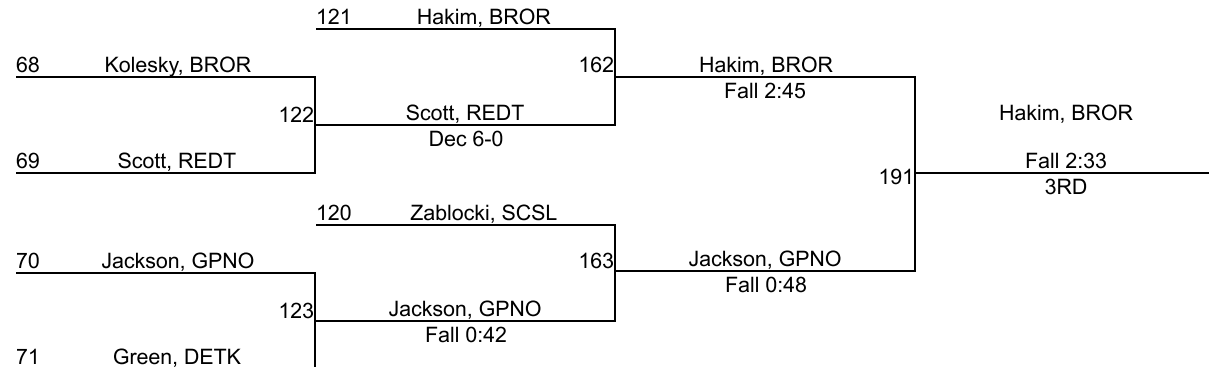 121 Hakim, BROR
68 Kolesky, BROR
162 Hakim, BROR
Fall 2:45
122 Scott, REDT
Dec 6-0
Hakim, BROR
69 Scott, REDT
Fall 2:33
191
3RD
120 Zablocki, SCSL
70 Jackson, GPNO
163 Jackson, GPNO
Fall 0:48
123 Jackson, GPNO
Fall 0:42
71 Green, DETK